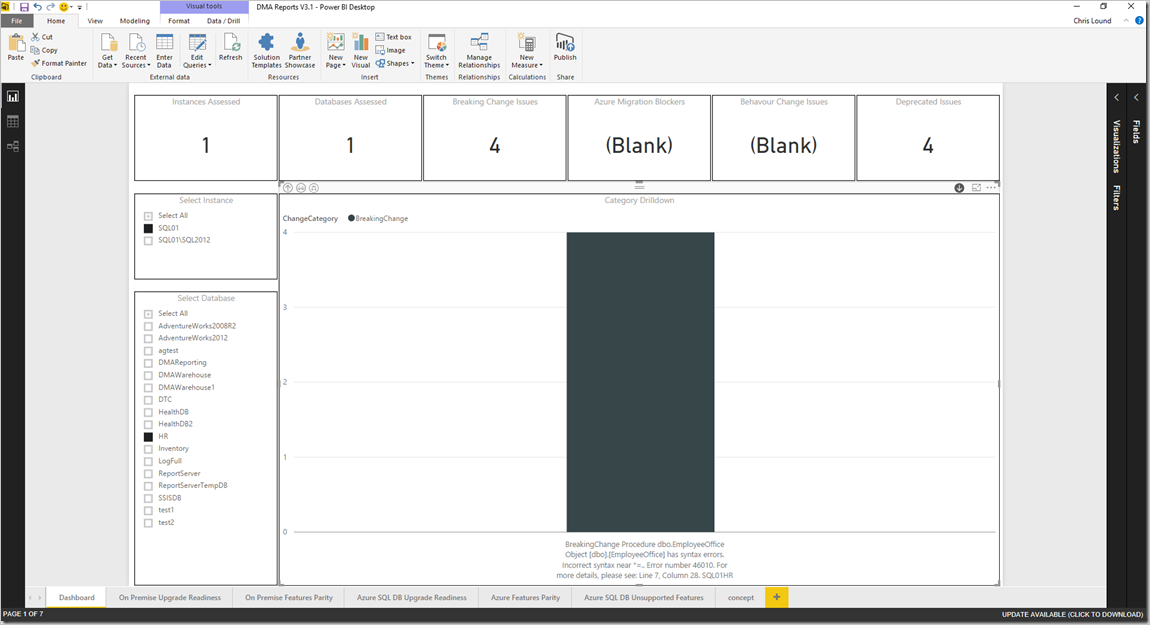 Visual tools
DMA Reports V3.1 - Power BI Desktop
File
Home
View
Modeling
Format
Data / Drill
Chris Lound
Paste
Cut
Copy
Format Painter
Clipboard
Get
Data
Recent
Sources
Enter
Data
Edit
Queries
Refresh
External data
Solution
Templates
Partner
Showcase
Resources
New
Page
New
Visual
Text box
Image
Shapes
Insert
Switch
Theme
Themes
Manage
Relationships
Relationships
New
Measure
Calculations
Publish
Share
Instances Assessed
1
Databases Assessed
1
Breaking Change Issues
4
Azure Migration Blockers
(Blank)
Behavour Change Issues
(Blank)
Deprecated Issues
4
Visualizations
Filters
Fields
Select Instance
Select All
SQL01
SQL01\SQL2012
Select Database
Select All
AdventureWorks2008R2
AdventureWorks2012
agtest
DMAReporting
DMAWarehouse
DMAWarehouse1
DTC
HealthDB
HealthDB2
HR
Inventory
LogFull
ReportServer
ReportServerTempDB
SSISDB
test1
test2
Category Drilldown
ChangeCategory
BreakingChange
4
3
2
1
0
BreakingChange Procedure dbo.EmployeeOffice
Object [dbo].[EmployeeOffice] has syntax errors.
Incorrect syntax near *=.. Error number 46010. For
more details, please see: Line 7, Column 28. SQL01HR
Dashboard
On Premise Upgrade Readiness
On Premise Features Parity
Azure SQL DB Upgrade Readiness
Azure Features Parity
Azure SQL DB Unsupported Features
concept
+
PAGE 1 OF 7
UPDATE AVAILABLE (CLICK TO DOWNLOAD)